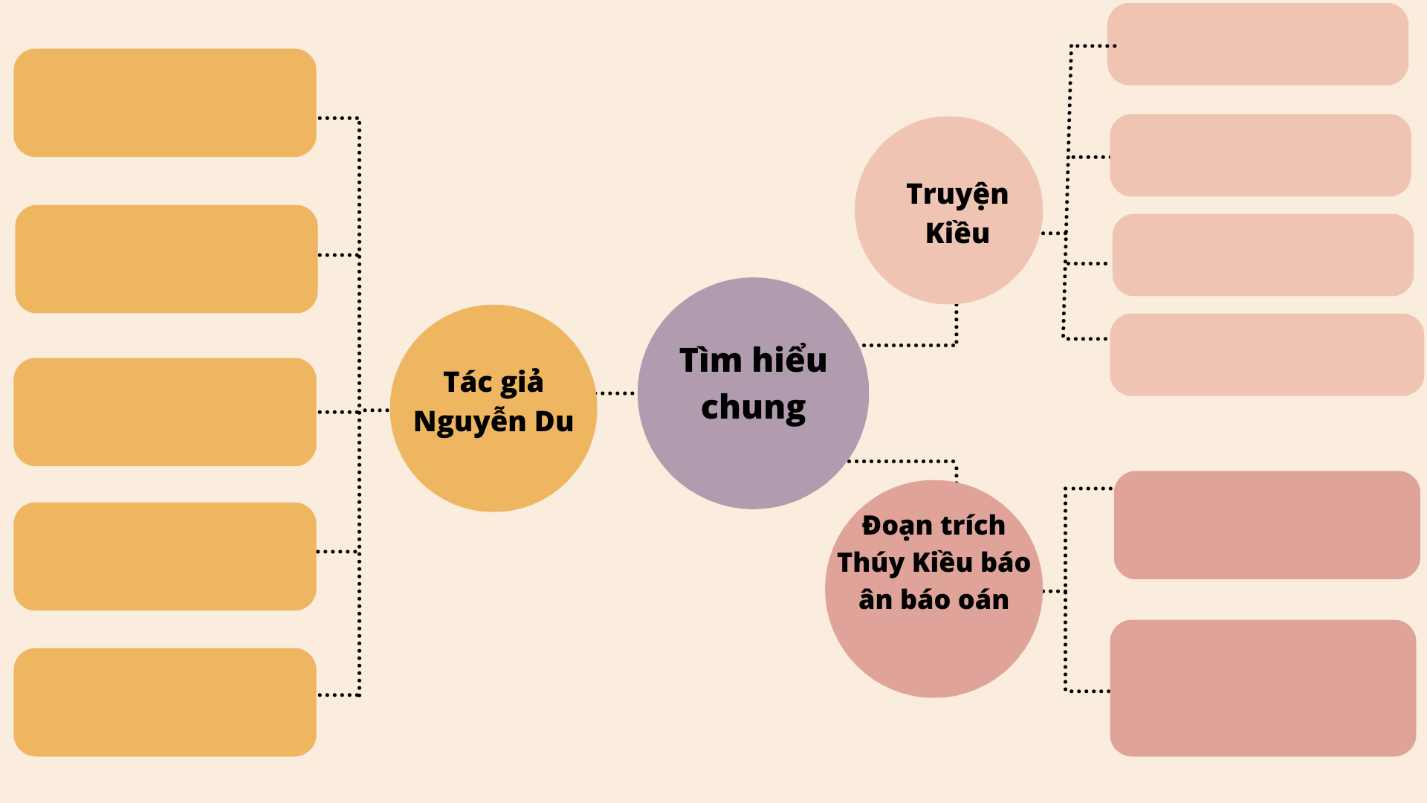 Truyện
Kiều
Tìm hiểu
chung
Tác giả
Nguyễn Du
Đoạn trích
Thúy Kiều báo
ân báo oán